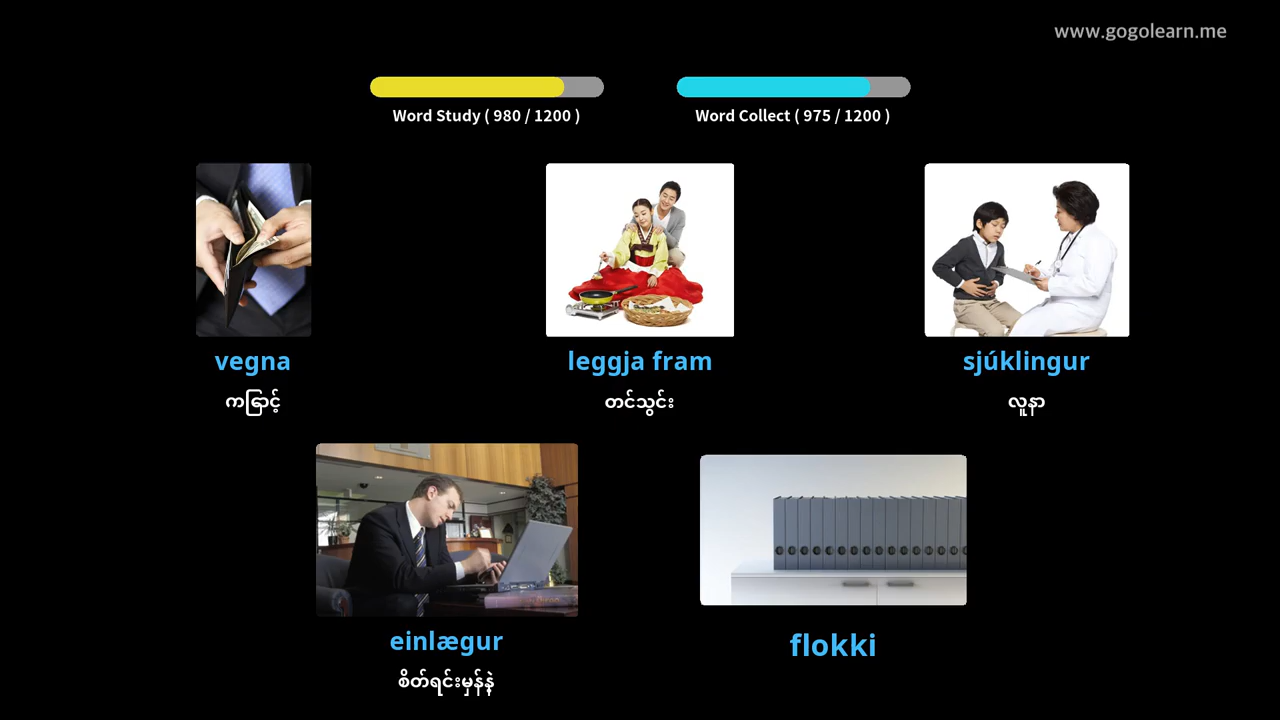 www.gogolearn.me
Word Study ( 980 / 1200 )
Word Collect ( 975 / 1200 )
vegna
ကြောင့်
leggja fram
တင်သွင်း
sjúklingur
လူနာ
einlægur
စိတ်ရင်းမှန်နဲ့
flokki